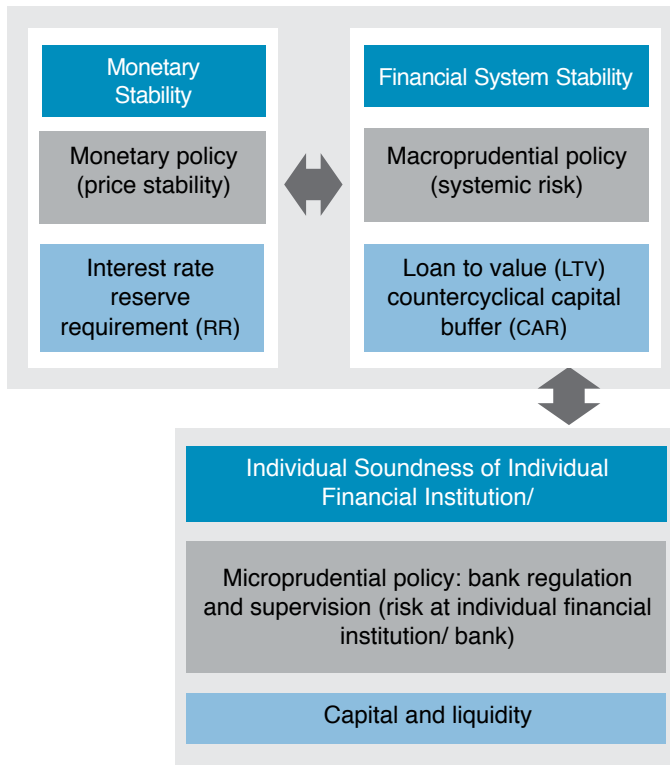 Monetary
Stability
Monetary policy
(price stability)
Interest rate
reserve
requirement (RR)
Financial System Stability
Macroprudential policy
(systemic risk)
Loan to value (LTV)
countercyclical capital
buffer (CAR)
Individual Soundness of Individual
Financial Institution/
Microprudential policy: bank regulation
and supervision (risk at individual financial
institution/ bank)
Capital and liquidity